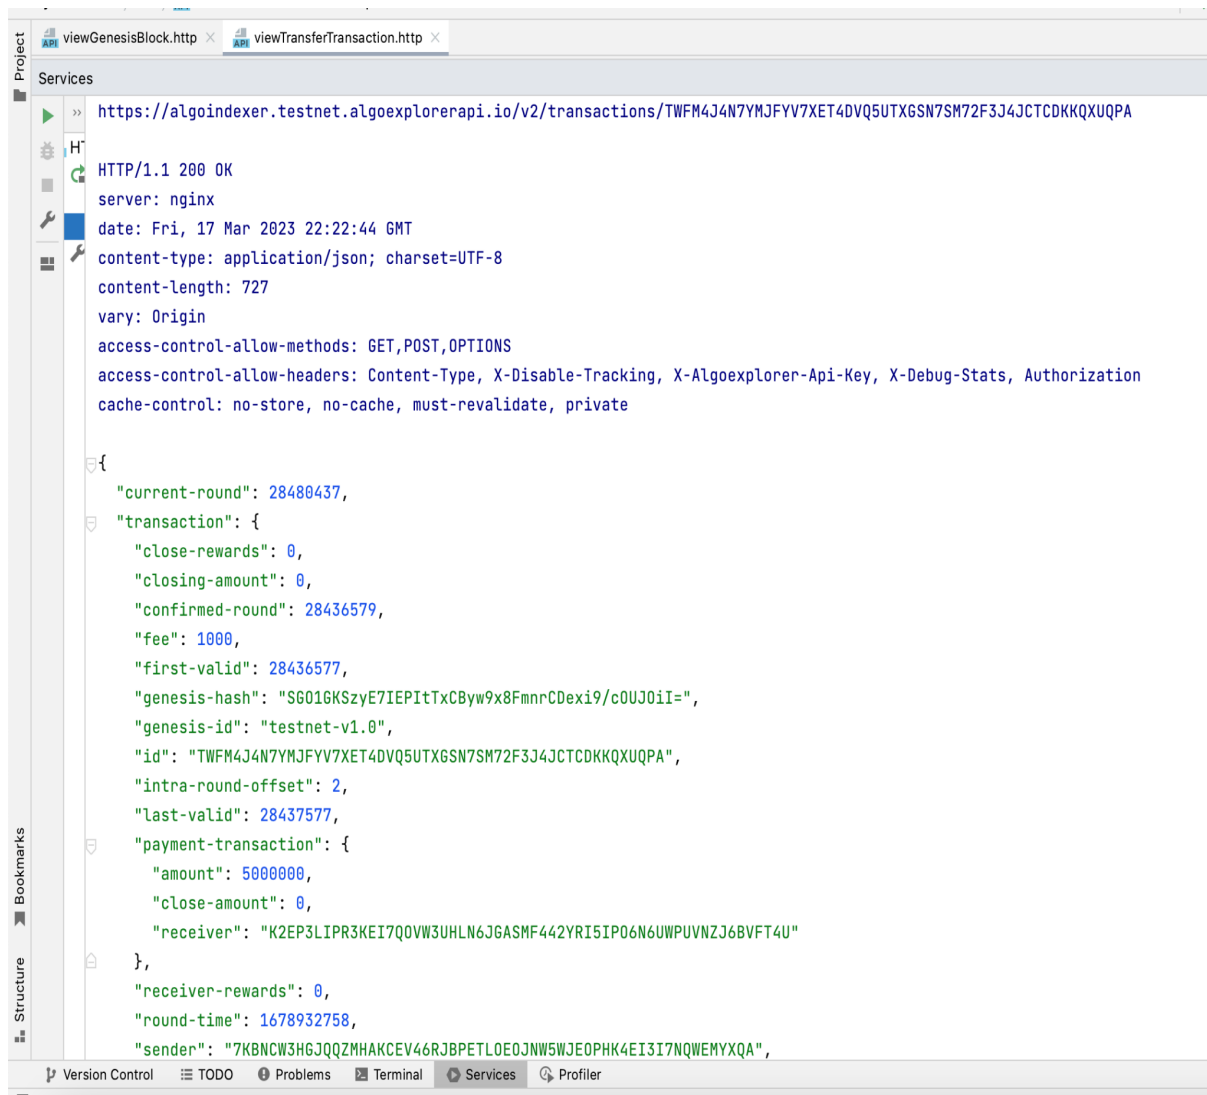 viewGenesisBlock.http
viewTransferTransaction.http
Project
Services
https://algoindexer.testnet.algoexplorerapi.io/v2/transactions/TWFM4J4N7YMJFYV7XET4DVQ5UTXGSN7SM72F3J4JCTCDKKQXUQPA
HTTP/1.1 200 OK
server: nginx
date: Fri, 17 Mar 2023 22:22:44 GMT
content-type: application/json; charset=UTF-8
content-length: 727
vary: Origin
access-control-allow-methods: GET,POST,OPTIONS
access-control-allow-headers: Content-Type, X-Disable-Tracking, X-Algoexplorer-Api-Key, X-Debug-Stats, Authorization
cache-control: no-store, no-cache, must-revalidate, private
{
"current-round": 28480437,
"transaction": {
"close-rewards": 0,
"closing-amount": 0,
"confirmed-round": 28436579,
"fee": 1000,
"first-valid": 28436577,
"genesis-hash": "SGO1GKSzyE7IEPItTxCByw9x8FmnrCDexi9/cOUJOiI=",
"genesis-id": "testnet-v1.0",
"id": "TWFM4J4N7YMJFYV7XET4DVQ5UTXGSN7SM72F3J4JCTCDKKQXUQPA",
"intra-round-offset": 2,
"last-valid": 28437577,
"payment-transaction": {
"amount": 5000000,
"close-amount": 0,
"receiver": "K2EP3LIPR3KEI7QOVW3UHLN6JGASMF442YRI5IPO6N6UWPUVNZJ6BVFT4U"
},
"receiver-rewards": 0,
"round-time": 1678932758,
"sender": "7KBNCW3HGJQQZMHAKCEV46RJBPETLOEOJNW5WJEOPHK4EI3I7NQWEMYXQA",
Bookmarks
Structure
Version Control
TODO
Problems
Terminal
Services
Profiler